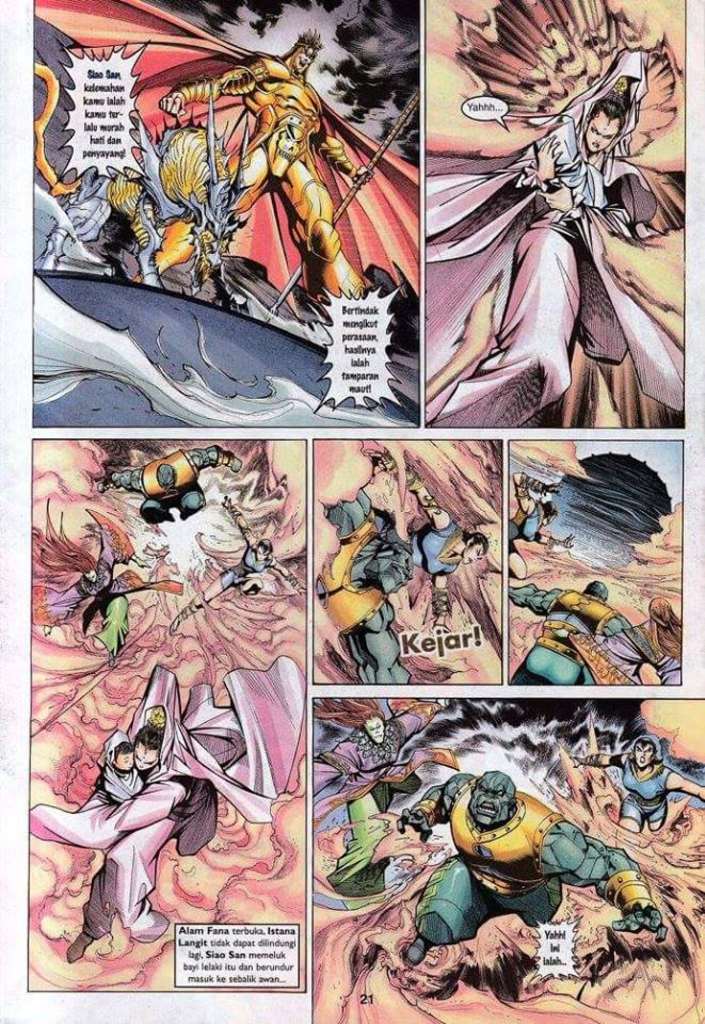 Siao San,
kelemahan
kamu ialah
kamu ter-
lalu murah
hati dan
penyayang!
Bertindak
mengikut
perasaan,
hasilnya
ialah
tamparan
maut!
Yahhh...
Alam Fana terbuka, Istana
Langit tidak dapat dilindungi
lagi, Siao San memeluk
bayi lelaki itu dan berundur
masuk ke sebalik awan...
Kejar!
Yahh!
Ini
ialah..
21